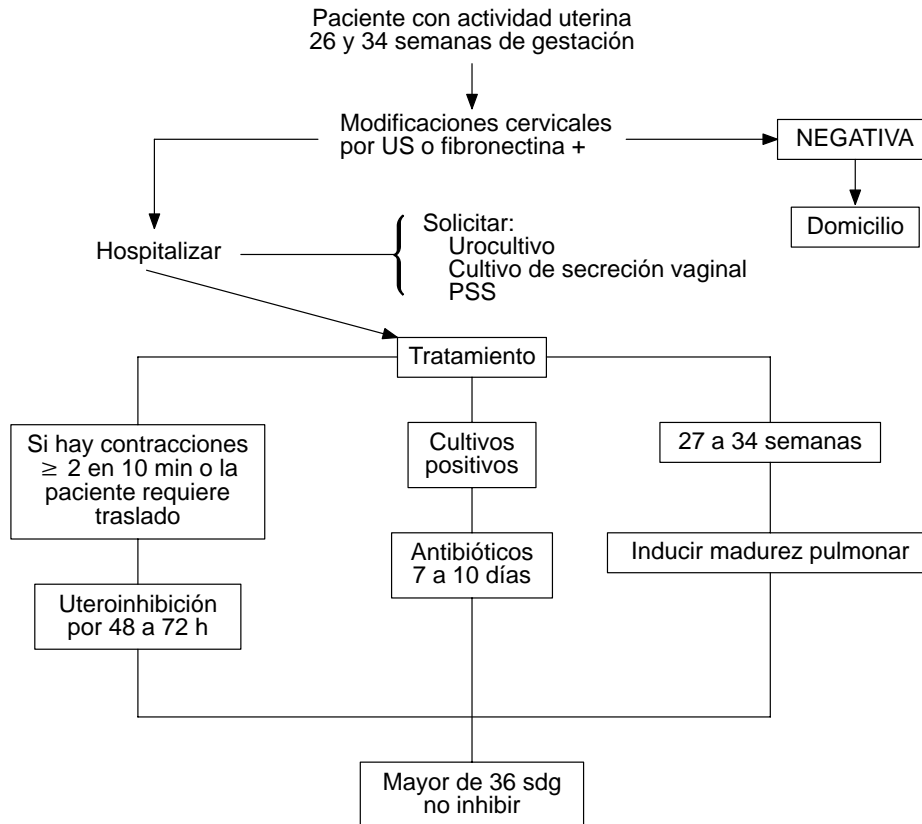 Paciente con actividad uterina
26 y 34 semanas de gestación
Modificaciones cervicales
por US o fibronectina +
NEGATIVA
Domicilio
Hospitalizar
Solicitar:
Urocultivo
Cultivo de secreción vaginal
PSS
Tratamiento
Si hay contracciones
≥ 2 en 10 min o la
paciente requiere
traslado
Cultivos
positivos
27 a 34 semanas
Uteroinhibición
por 48 a 72 h
Antibióticos
7 a 10 días
Inducir madurez pulmonar
Mayor de 36 sdg
no inhibir